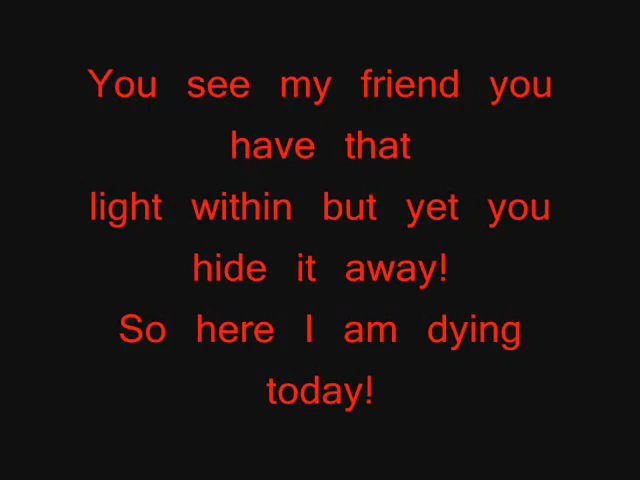 You see my friend you
have that
light within but yet you
hide it away!
So here I am dying
today!